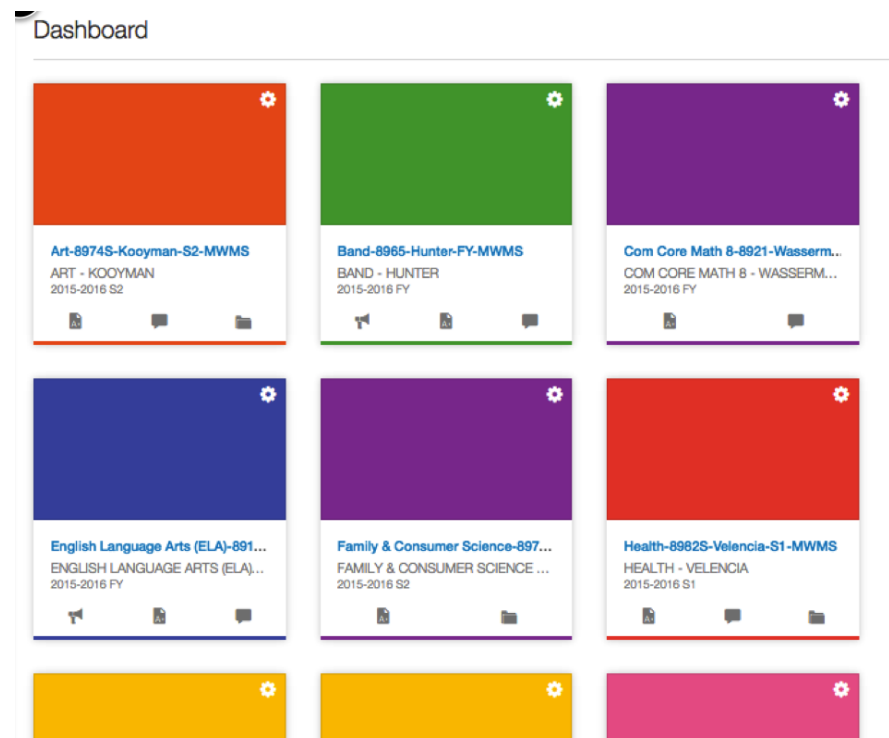 Dashboard
Art-8974S-Kooyman-S2-MWMS
ART - KOOYMAN
2015-2016 S2
Band-8965-Hunter-FY-MWMS
BAND - HUNTER
2015-2016 FY
Com Core Math 8-8921-Wasserm...
COM CORE MATH 8 - WASSERM...
2015-2016 FY
English Language Arts (ELA)-891...
ENGLISH LANGUAGE ARTS (ELA)...
2015-2016 FY
Family & Consumer Science-897...
FAMILY & CONSUMER SCIENCE ...
2015-2016 S2
Health-8982S-Velencia-S1-MWMS
HEALTH - VELENCIA
2015-2016 S1